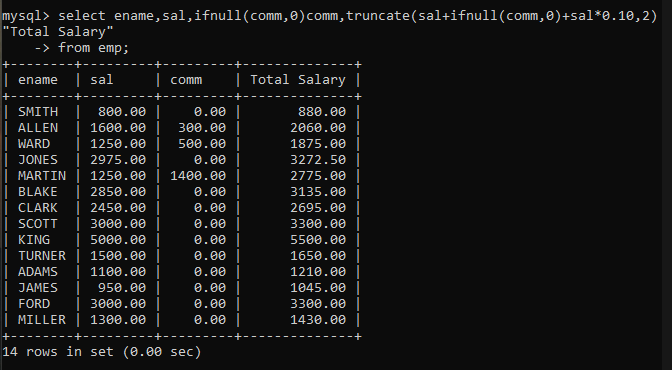 mysql> select ename,sal,ifnull(comm,0)comm,truncate(sal+ifnull(comm,0)+sal*0.10,2)
"Total Salary"
    -> from emp;
+--------+---------+---------+--------------+
| ename  | sal     | comm    | Total Salary |
+--------+---------+---------+--------------+
| SMITH  |  800.00 |    0.00 |       880.00 |
| ALLEN  | 1600.00 |  300.00 |      2060.00 |
| WARD   | 1250.00 |  500.00 |      1875.00 |
| JONES  | 2975.00 |    0.00 |      3272.50 |
| MARTIN | 1250.00 | 1400.00 |      2775.00 |
| BLAKE  | 2850.00 |    0.00 |      3135.00 |
| CLARK  | 2450.00 |    0.00 |      2695.00 |
| SCOTT  | 3000.00 |    0.00 |      3300.00 |
| KING   | 5000.00 |    0.00 |      5500.00 |
| TURNER | 1500.00 |    0.00 |      1650.00 |
| ADAMS  | 1100.00 |    0.00 |      1210.00 |
| JAMES  |  950.00 |    0.00 |      1045.00 |
| FORD   | 3000.00 |    0.00 |      3300.00 |
| MILLER | 1300.00 |    0.00 |      1430.00 |
+--------+---------+---------+--------------+
14 rows in set (0.00 sec)